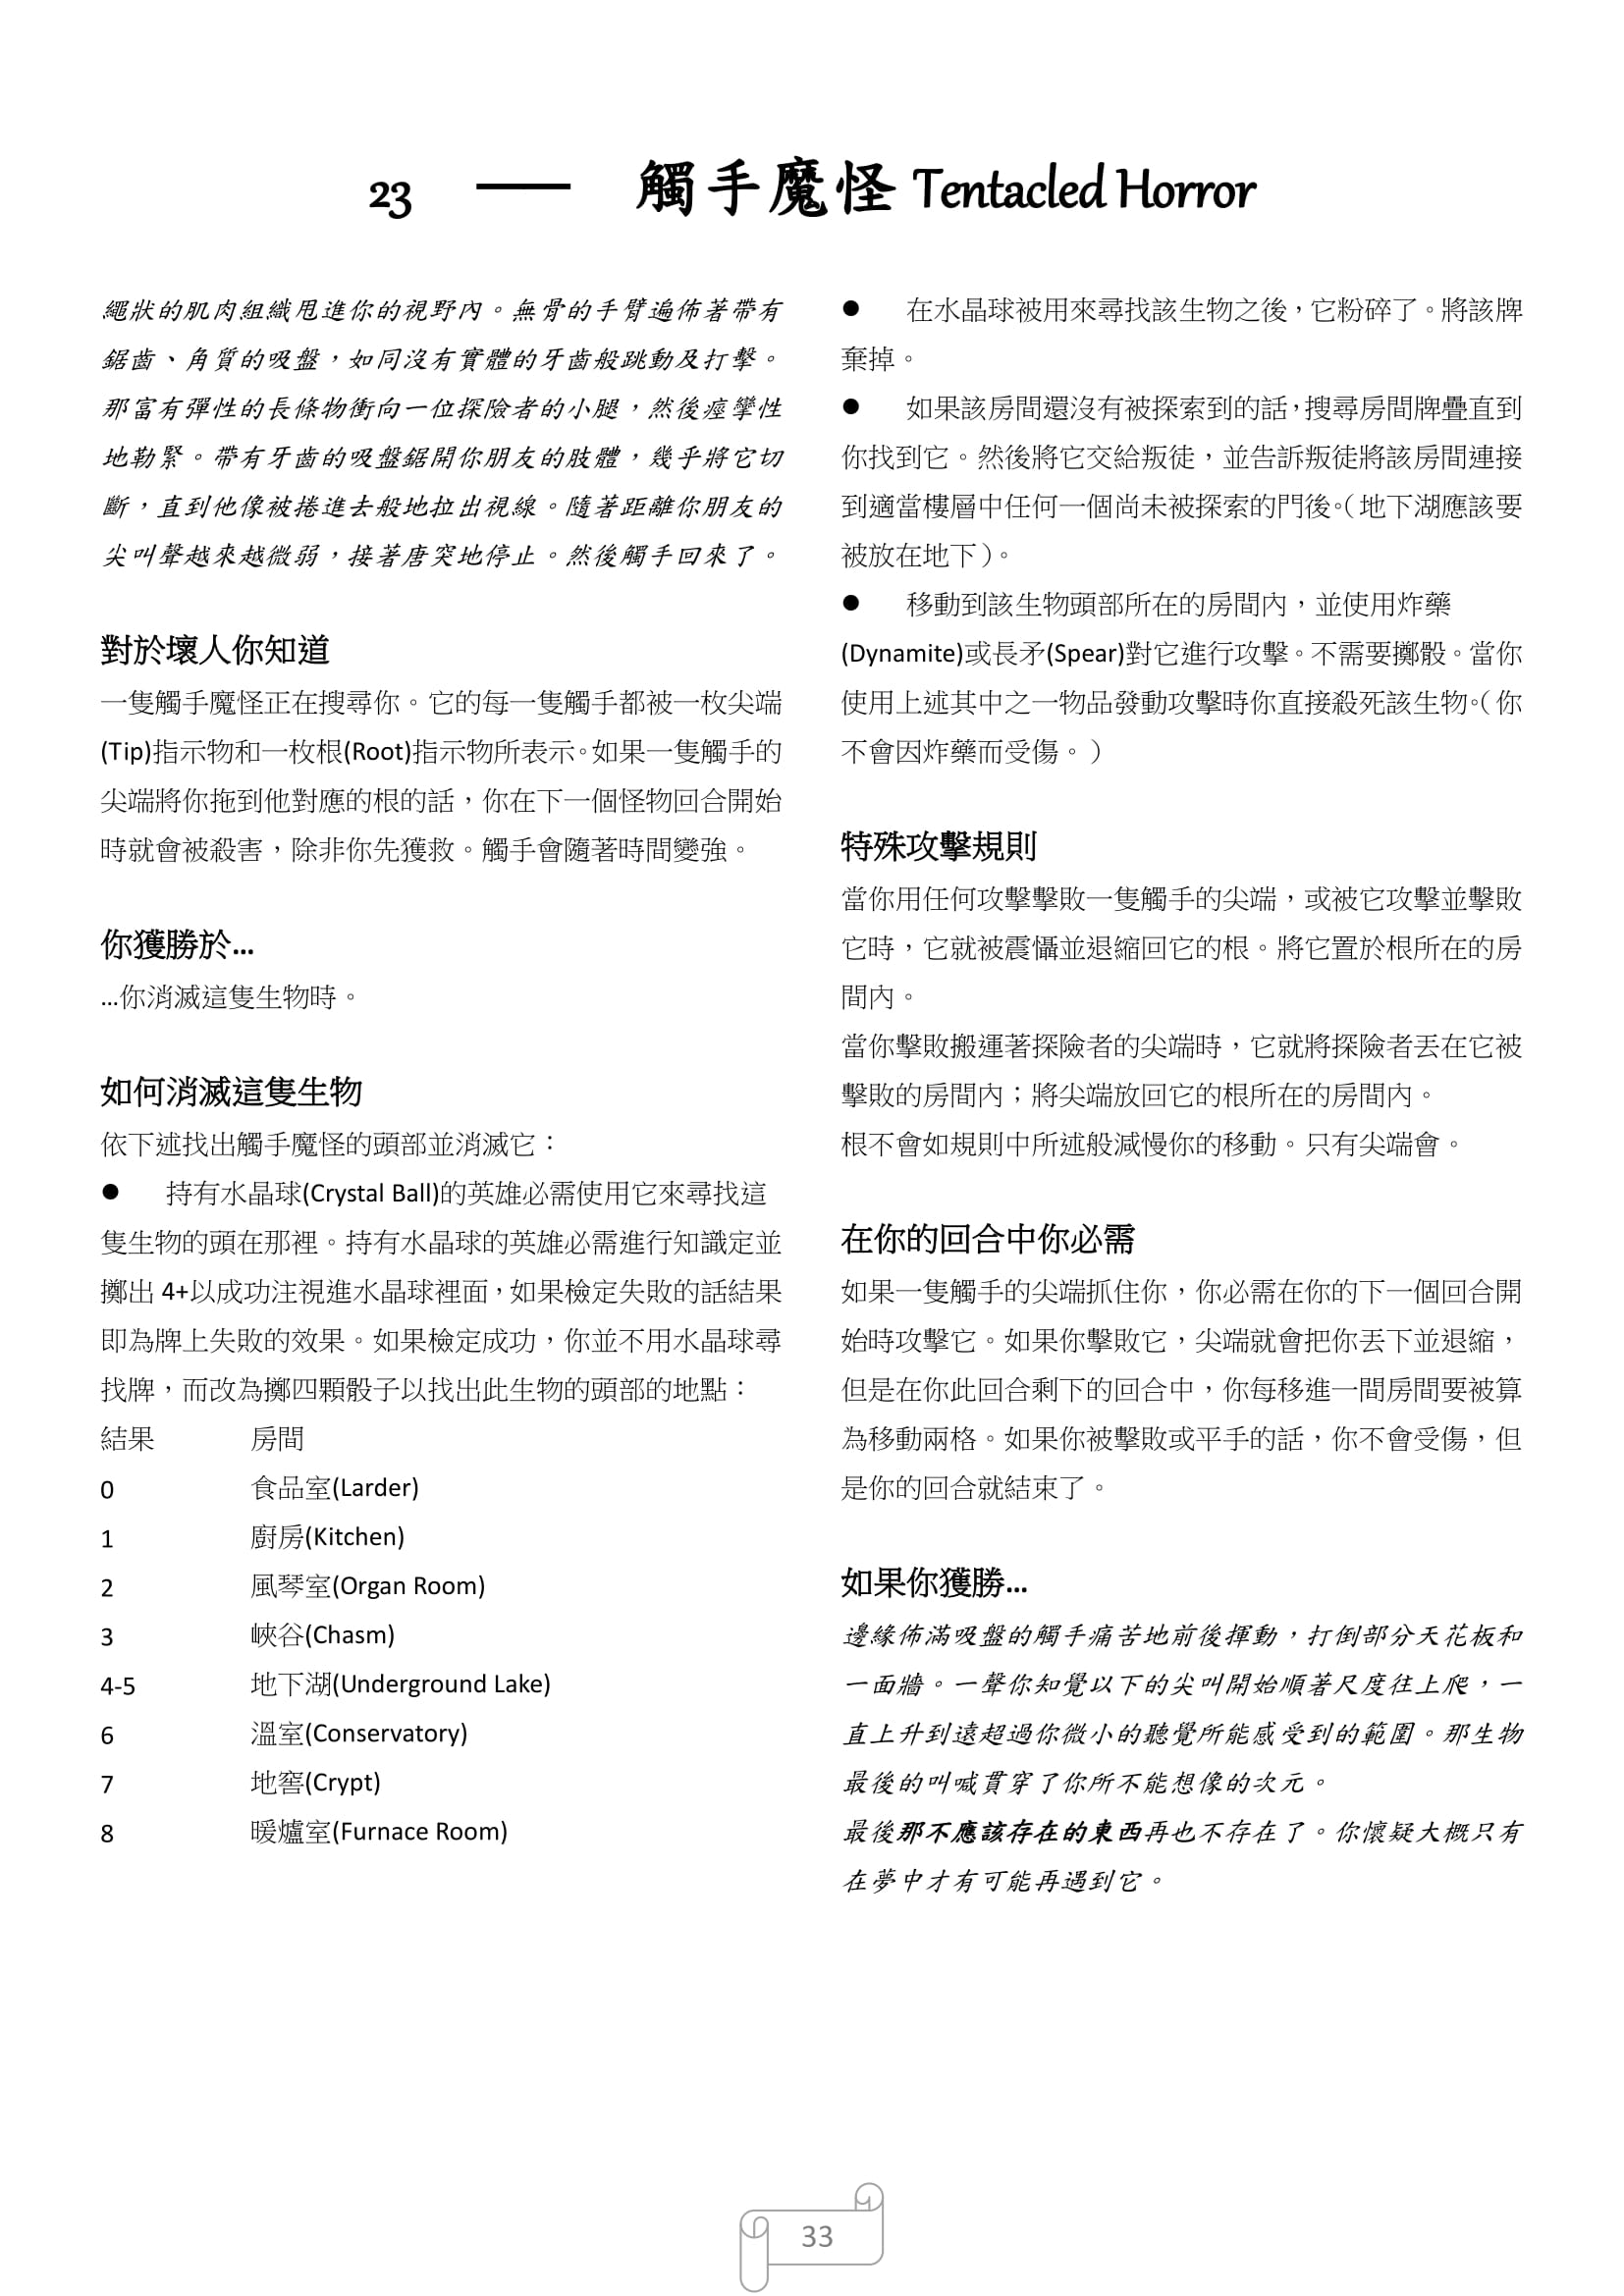 23 — 觸手魔怪 Tentacled Horror
繩狀的肌肉組織甩進你的視野內。無骨的手臂遍佈著帶有
鋸齒、角質的吸盤，如同沒有實體的牙齒般跳動及打擊。
那富有彈性的長條物衝向一位探險者的小腿，然後痙攣性
地勒緊。帶有牙齒的吸盤鋸開你朋友的肢體，幾乎將它切
斷，直到他像被捲進去般地拉出視線。隨著距離你朋友的
尖叫聲越來越微弱，接著唐突地停止。然後觸手回來了。
對於壞人你知道
一隻觸手魔怪正在搜尋你。它的每一隻觸手都被一枚尖端
(Tip)指示物和一枚根(Root)指示物所表示。如果一隻觸手的
尖端將你拖到他對應的根的話，你在下一個怪物回合開始
時就會被殺害，除非你先獲救。觸手會隨著時間變強。
你獲勝於…
…你消滅這隻生物時。
如何消滅這隻生物
依下述找出觸手魔怪的頭部並消滅它：
● 持有水晶球(Crystal Ball)的英雄必需使用它來尋找這
隻生物的頭在那裡。持有水晶球的英雄必需進行知識定並
擲出 4+以成功注視進水晶球裡面，如果檢定失敗的話結果
即為牌上失敗的效果。如果檢定成功，你並不用水晶球尋
找牌，而改為擲四顆骰子以找出此生物的頭部的地點：
結果 房間
0 食品室(Larder)
1 廚房(Kitchen)
2 風琴室(Organ Room)
3 峽谷(Chasm)
4-5 地下湖(Underground Lake)
6 溫室(Conservatory)
7 地窖(Crypt)
8 暖爐室(Furnace Room)
● 在水晶球被用來尋找該生物之後，它粉碎了。將該牌
棄掉。
● 如果該房間還沒有被探索到的話，搜尋房間牌疊直到
你找到它。然後將它交給叛徒，並告訴叛徒將該房間連接
到適當樓層中任何一個尚未被探索的門後。（地下湖應該要
被放在地下）。
● 移動到該生物頭部所在的房間內，並使用炸藥
(Dynamite)或長矛(Spear)對它進行攻擊。不需要擲骰。當你
使用上述其中之一物品發動攻擊時你直接殺死該生物。（你
不會因炸藥而受傷。）
特殊攻擊規則
當你用任何攻擊擊敗一隻觸手的尖端，或被它攻擊並擊敗
它時，它就被震懾並退縮回它的根。將它置於根所在的房
間內。
當你擊敗搬運著探險者的尖端時，它就將探險者丟在它被
擊敗的房間內；將尖端放回它的根所在的房間內。
根不會如規則中所述般減慢你的移動。只有尖端會。
在你的回合中你必需
如果一隻觸手的尖端抓住你，你必需在你的下一個回合開
始時攻擊它。如果你擊敗它，尖端就會把你丟下並退縮，
但是在你此回合剩下的回合中，你每移進一間房間要被算
為移動兩格。如果你被擊敗或平手的話，你不會受傷，但
是你的回合就結束了。
如果你獲勝…
邊緣佈滿吸盤的觸手痛苦地前後揮動，打倒部分天花板和
一面牆。一聲你知覺以下的尖叫開始順著尺度往上爬，一
直上升到遠超過你微小的聽覺所能感受到的範圍。那生物
最後的叫喊貫穿了你所不能想像的次元。
最後那不應該存在的東西再也不存在了。你懷疑大概只有
在夢中才有可能再遇到它。
33